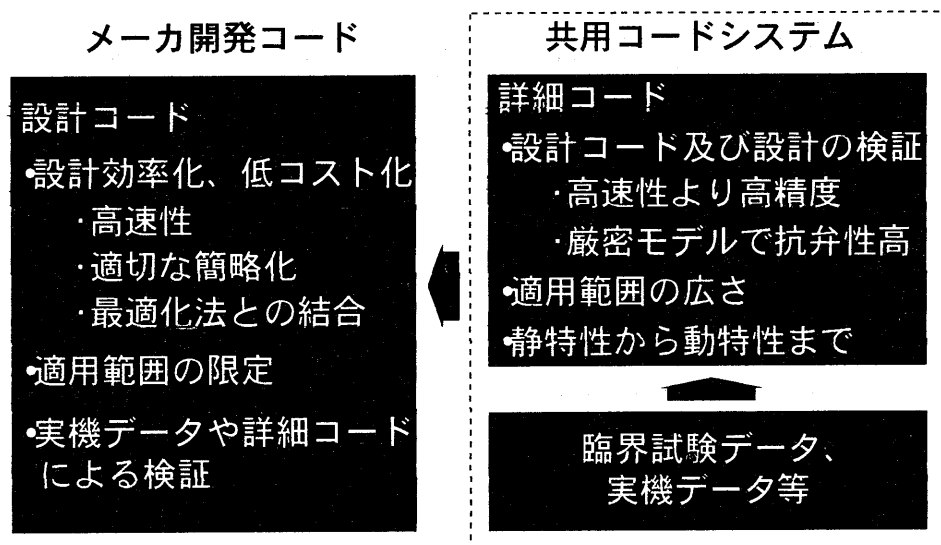 メーカ開発コード
設計コード
•設計効率化、低コスト化
・高速性
・適切な簡略化
・最適化法との結合
•適用範囲の限定
•実機データや詳細コード
による検証
共用コードシステム
詳細コード
•設計コード及び設計の検証
・高速性より高精度
・厳密モデルで抗弁性高
•適用範囲の広さ
•静特性から動特性まで
臨界試験データ、
実機データ等